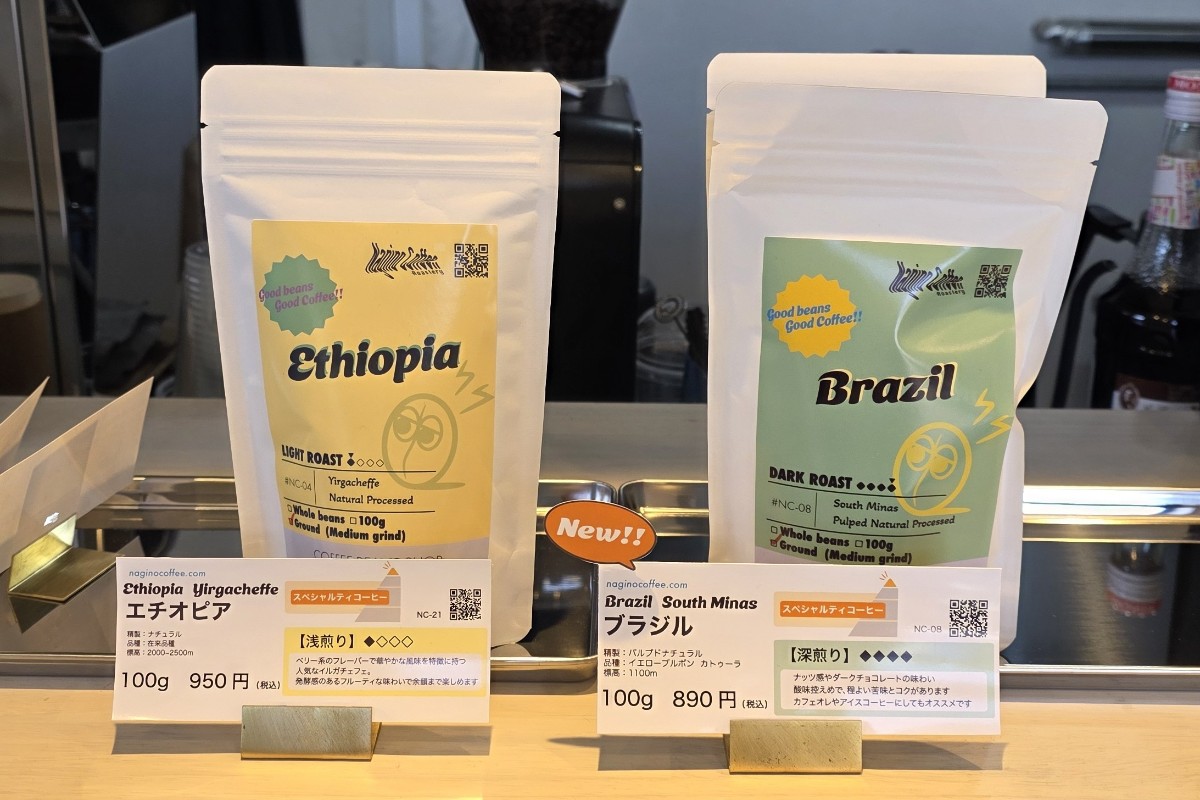 Nagino Coffee
Roastery
Good beans
Good Coffee!!
Ethiopia
LIGHT ROAST ◆◇◇◇
#NC-04
Yirgacheffe
Natural Processed
Whole beans □100g
Ground (Medium grind)
Nagino Coffee
Roastery
Good beans
Good Coffee!!
Brazil
DARK ROAST ◆◆◆◆
#NC-08
South Minas
Pulped Natural Processed
Whole beans □100g
Ground (Medium grind)
naginocoffee.com
Ethiopia Yirgacheffe
エチオピア
スペシャルティコーヒー
NC-21
精製：ナチュラル
品種：在来品種
標高：2000-2500m
100g 950円(税込)
【浅煎り】◆◇◇◇
ベリー系のフレーバーで華やかな風味を特徴に持つ
人気なイルガチェフェ。
発酵感のあるフルーティな味わいで余韻まで楽しめます
New!!
naginocoffee.com
Brazil South Minas
ブラジル
スペシャルティコーヒー
NC-08
精製：パルプドナチュラル
品種：イエローブルボン カトゥーラ
標高：1100m
100g 890円(税込)
【深煎り】◆◆◆◆
ナッツ感やダークチョコレートの味わい
酸味控えめで、程よい苦味とコクがあります
カフェオレやアイスコーヒーにしてもオススメです